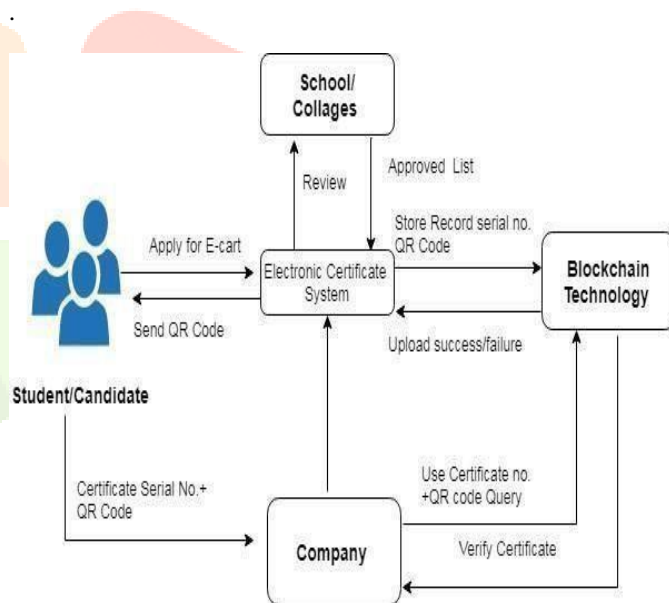 .
School/
Collages
Review
Approved List
Apply for E-cart
Electronic Certificate
System
Store Record serial no.
QR Code
Blockchain
Technology
Send QR Code
Upload success/failure
Student/Candidate
Certificate Serial No.+
QR Code
Use Certificate no.
+QR code Query
Company
Verify Certificate